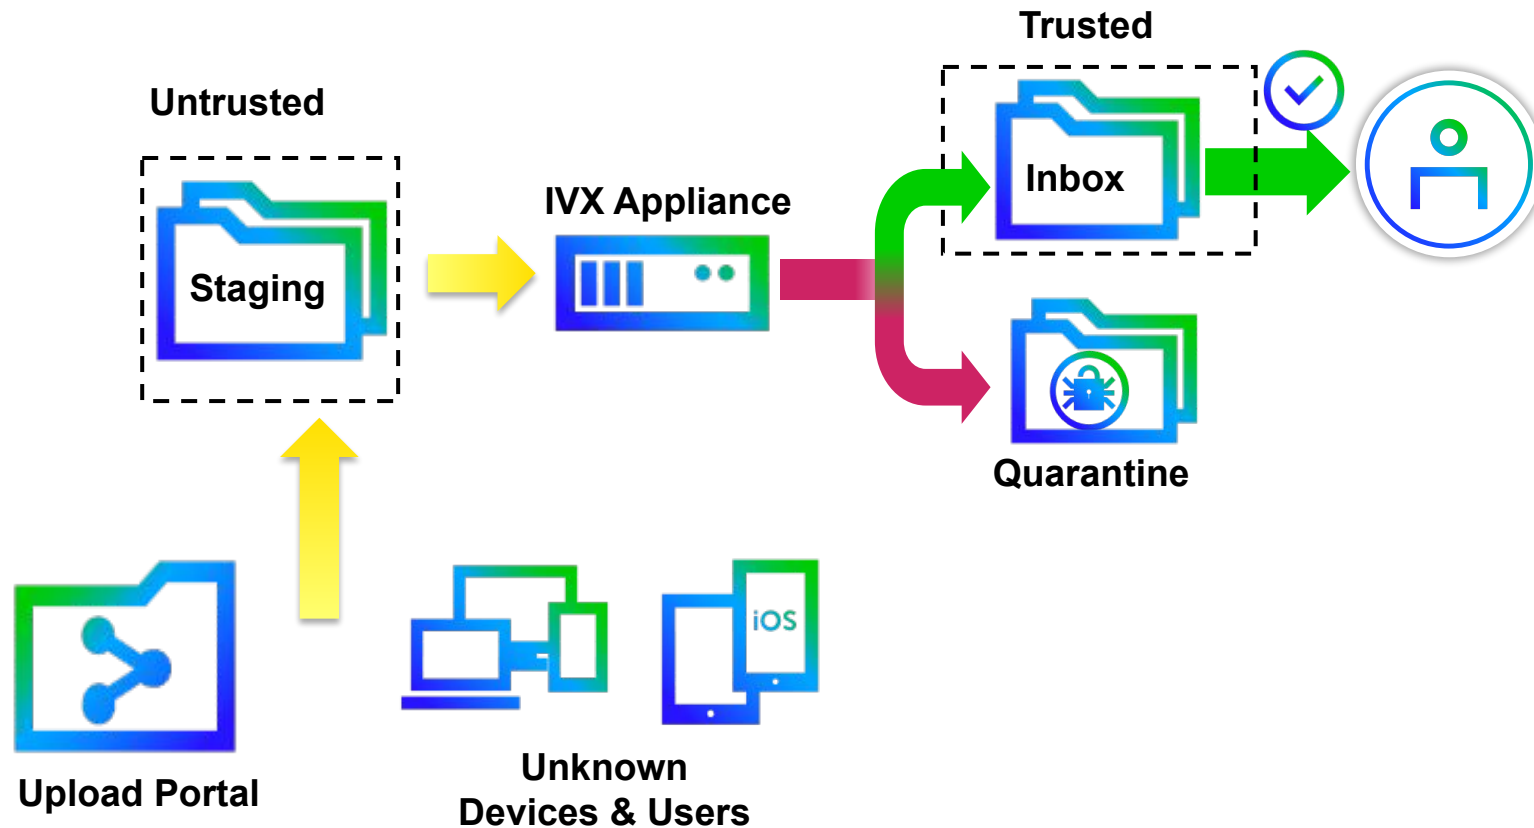 Trusted
Untrusted
Inbox
IVX Appliance
Staging
Quarantine
iOS
Upload Portal
Unknown
Devices & Users